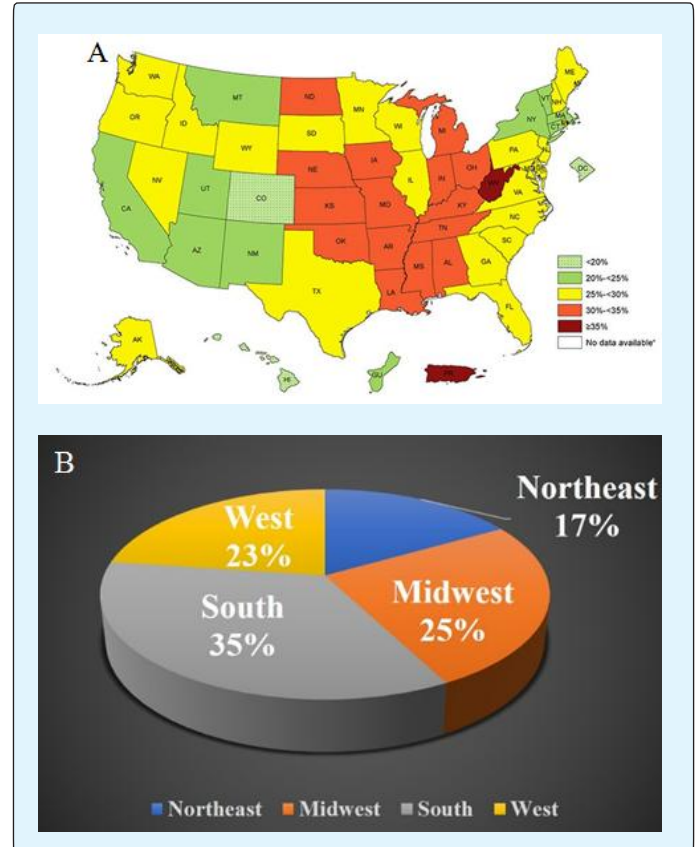 A
WA
OR
CA
ID
NV
MT
WY
UT
AZ
CO
NM
ND
SD
NE
KS
OK
TX
MN
IA
MO
AR
LA
WI
IL
MI
IN
OH
KY
TN
MS
AL
GA
FL
SC
NC
VA
PA
NY
VT
NH
ME
MA
CT
DC
AK
HI
GU
PR
<20%
20%-<25%
25%-<30%
30%-<35%
≥35%
No data available*
B
Northeast
17%
West
23%
Midwest
25%
South
35%
Northeast Midwest South West